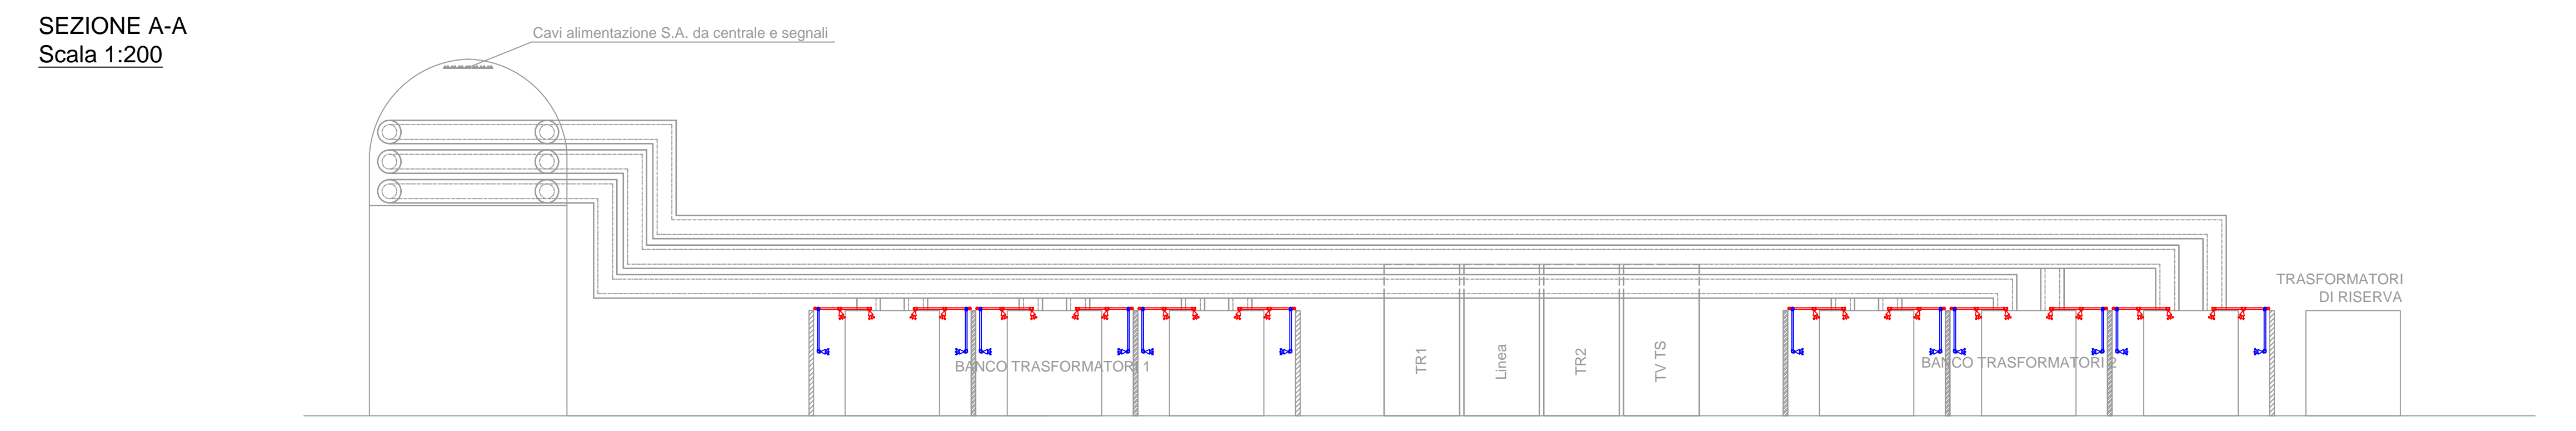 SEZIONE A-A
Scala 1:200
Cavi alimentazione S.A. da centrale e segnali
TRASFORMATORI
DI RISERVA
BANCO TRASFORMATORI 1
TR1
Linea
TR2
TV TS
BANCO TRASFORMATORI 2